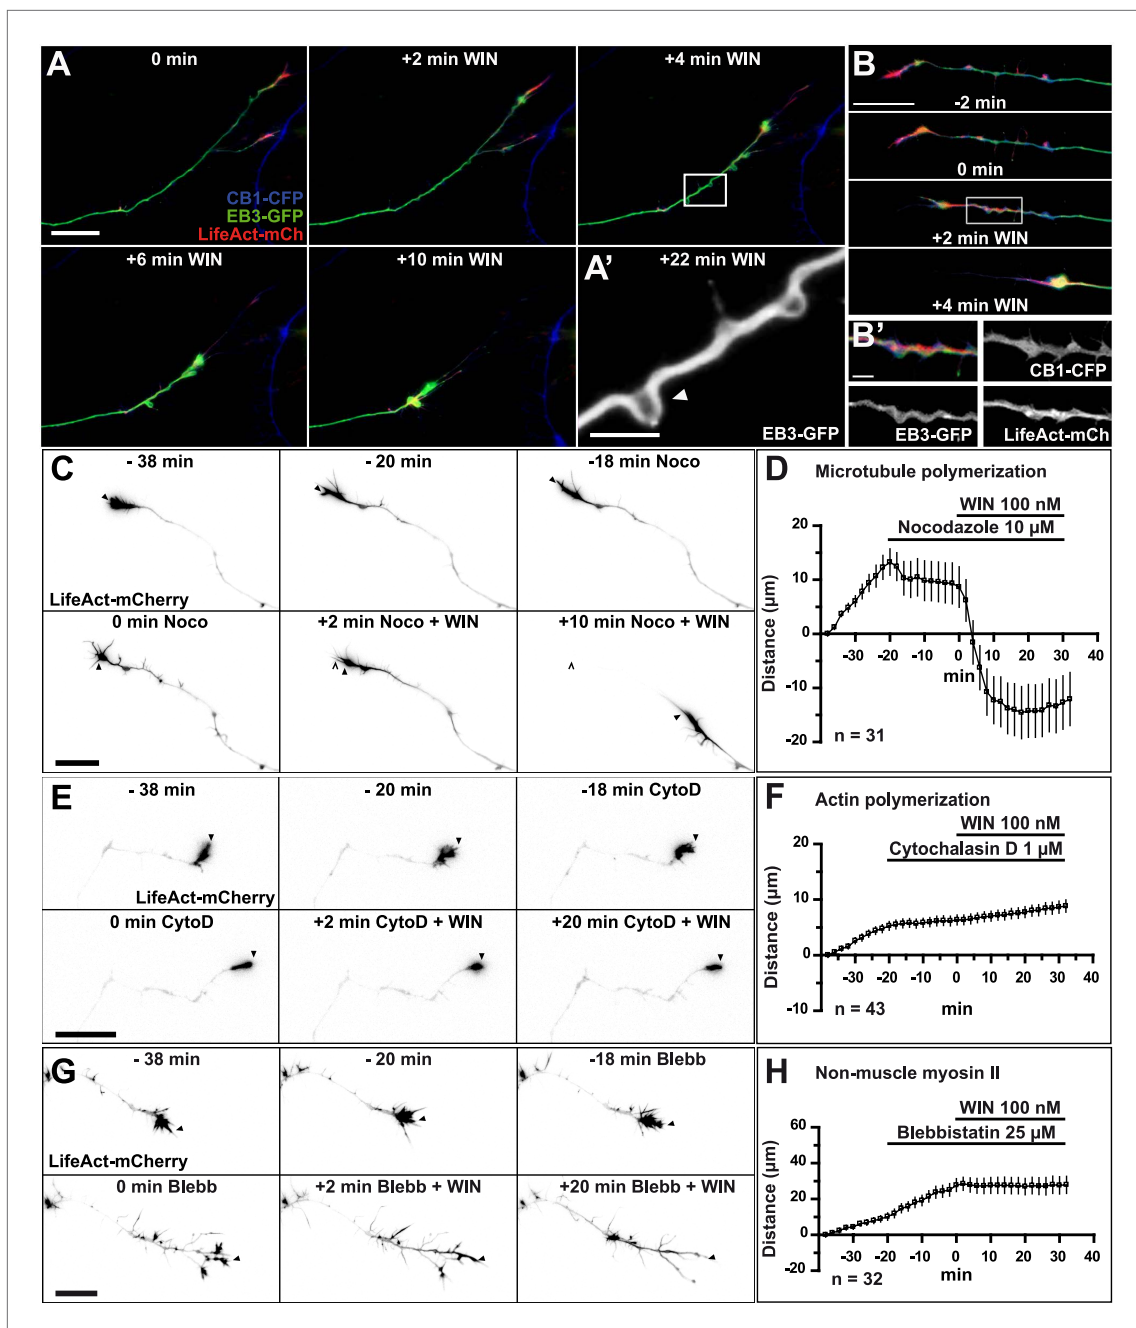 A
0 min
+2 min WIN
+4 min WIN
CB1-CFP
EB3-GFP
LifeAct-mCh
+6 min WIN
+10 min WIN
A'
+22 min WIN
EB3-GFP
B
-2 min
0 min
+2 min WIN
+4 min WIN
B'
CB1-CFP
EB3-GFP
LifeAct-mCh
C
- 38 min
- 20 min
-18 min Noco
LifeAct-mCherry
0 min Noco
+2 min Noco + WIN
+10 min Noco + WIN
D
Microtubule polymerization
WIN 100 nM
Nocodazole 10 µM
Distance (µm)
20
10
0
-10
-20
-30
-20
-10
0
10
20
30
40
min
n = 31
E
- 38 min
- 20 min
-18 min CytoD
LifeAct-mCherry
0 min CytoD
+2 min CytoD + WIN
+20 min CytoD + WIN
F
Actin polymerization
WIN 100 nM
Cytochalasin D 1 µM
Distance (µm)
20
10
0
-10
-30
-20
-10
0
10
20
30
40
min
n = 43
G
- 38 min
- 20 min
-18 min Blebb
LifeAct-mCherry
0 min Blebb
+2 min Blebb + WIN
+20 min Blebb + WIN
H
Non-muscle myosin II
WIN 100 nM
Blebbistatin 25 µM
Distance (µm)
60
40
20
0
-20
-30
-20
-10
0
10
20
30
40
min
n = 32